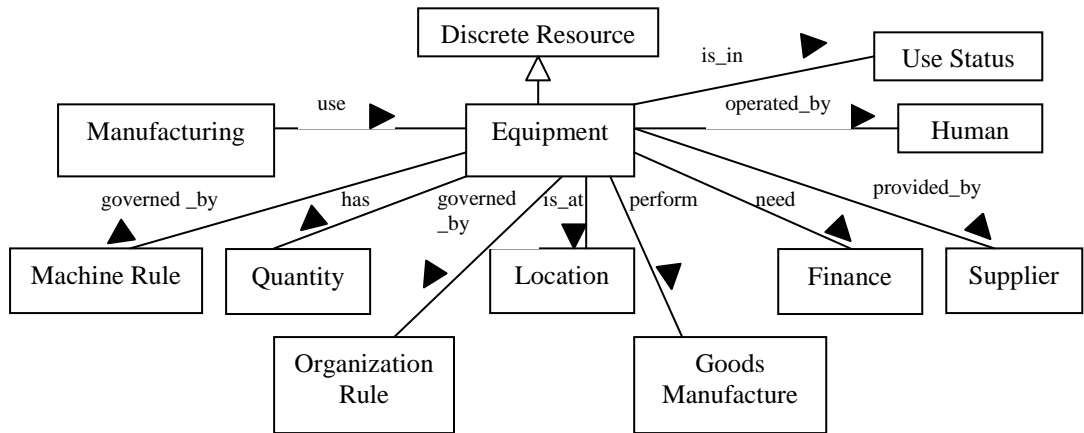 Discrete Resource
is_in
Use Status
use
operated_by
Manufacturing
Equipment
Human
governed _by
has
governed
_by
is_at
perform
need
provided_by
Machine Rule
Quantity
Location
Finance
Supplier
Organization
Rule
Goods
Manufacture